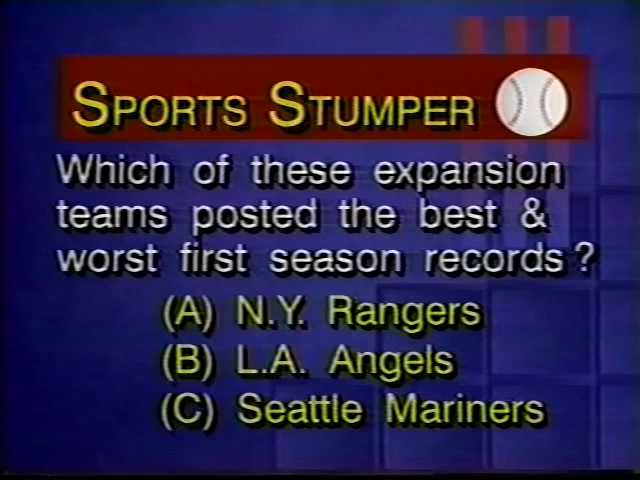 SPORTS STUMPER
Which of these expansion
teams posted the best &
worst first season records?
(A) N.Y. Rangers
(B) L.A. Angels
(C) Seattle Mariners